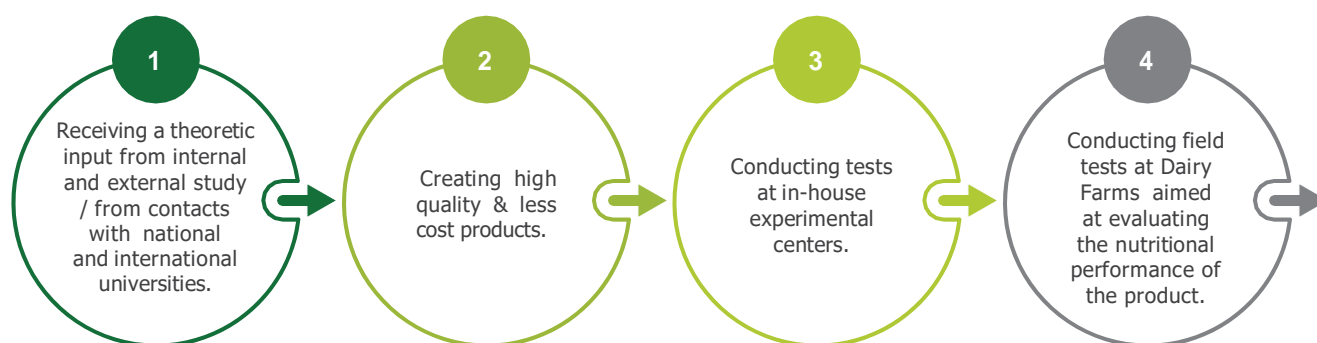 1
Receiving a theoretic
input from internal
and external study
/ from contacts
with national
and international
universities.
2
Creating high
quality & less
cost products.
3
Conducting tests
at in-house
experimental
centers.
4
Conducting field
tests at Dairy
Farms aimed
at evaluating
the nutritional
performance of
the product.